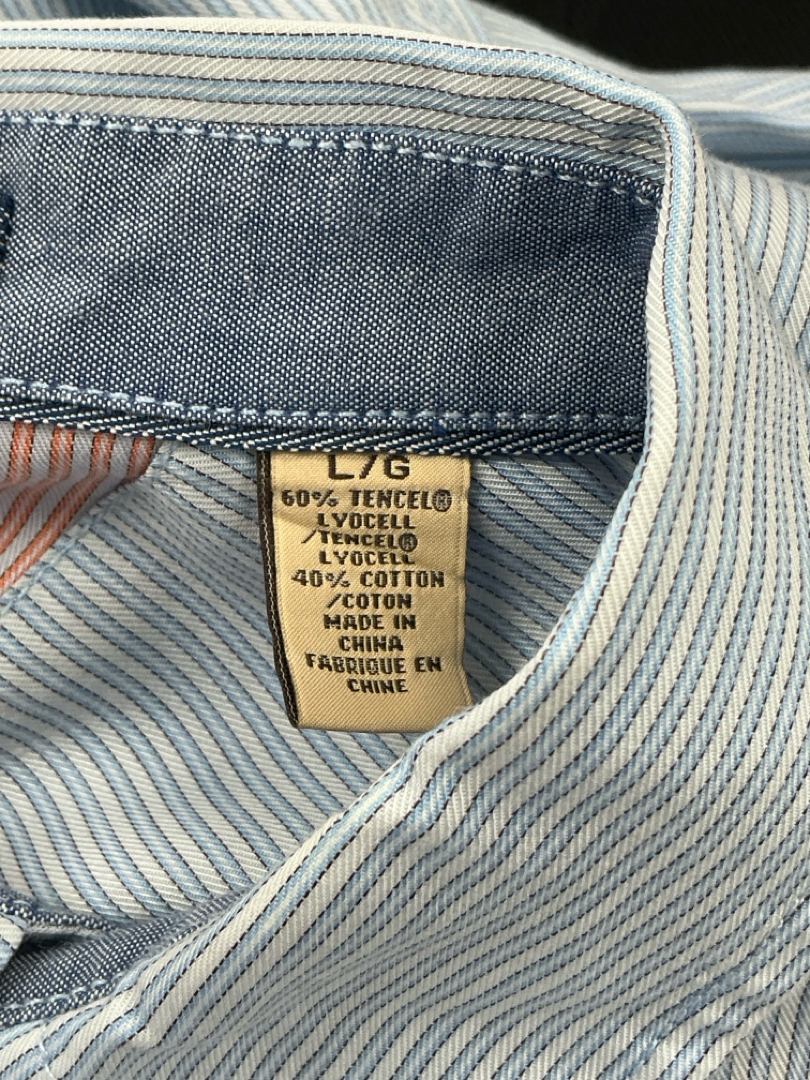 L/G
60% TENCEL®
LYOCELL
/TENCEL®
LYOCELL
40% COTTON
/COTON
MADE IN
CHINA
FABRIQUE EN
CHINE